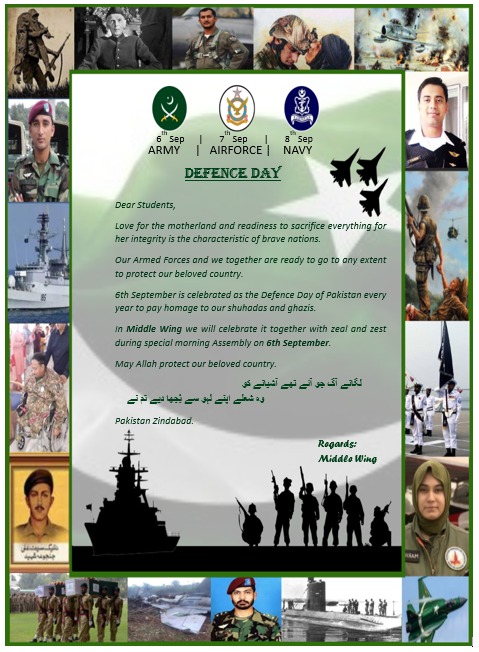 6th Sep | 7th Sep | 8th Sep
ARMY | AIRFORCE | NAVY
DEFENCE DAY
Dear Students,
Love for the motherland and readiness to sacrifice everything for
her integrity is the characteristic of brave nations.
Our Armed Forces and we together are ready to go to any extent
to protect our beloved country.
6th September is celebrated as the Defence Day of Pakistan every
year to pay homage to our shuhadas and ghazis.
In Middle Wing we will celebrate it together with zeal and zest
during special morning Assembly on 6th September.
May Allah protect our beloved country.
لگانے آگ جو آئے تھے آشیانے کو
وہ شعلے اپنے لہو سے بُجھا دیے تم نے
Pakistan Zindabad.
Regards:
Middle Wing